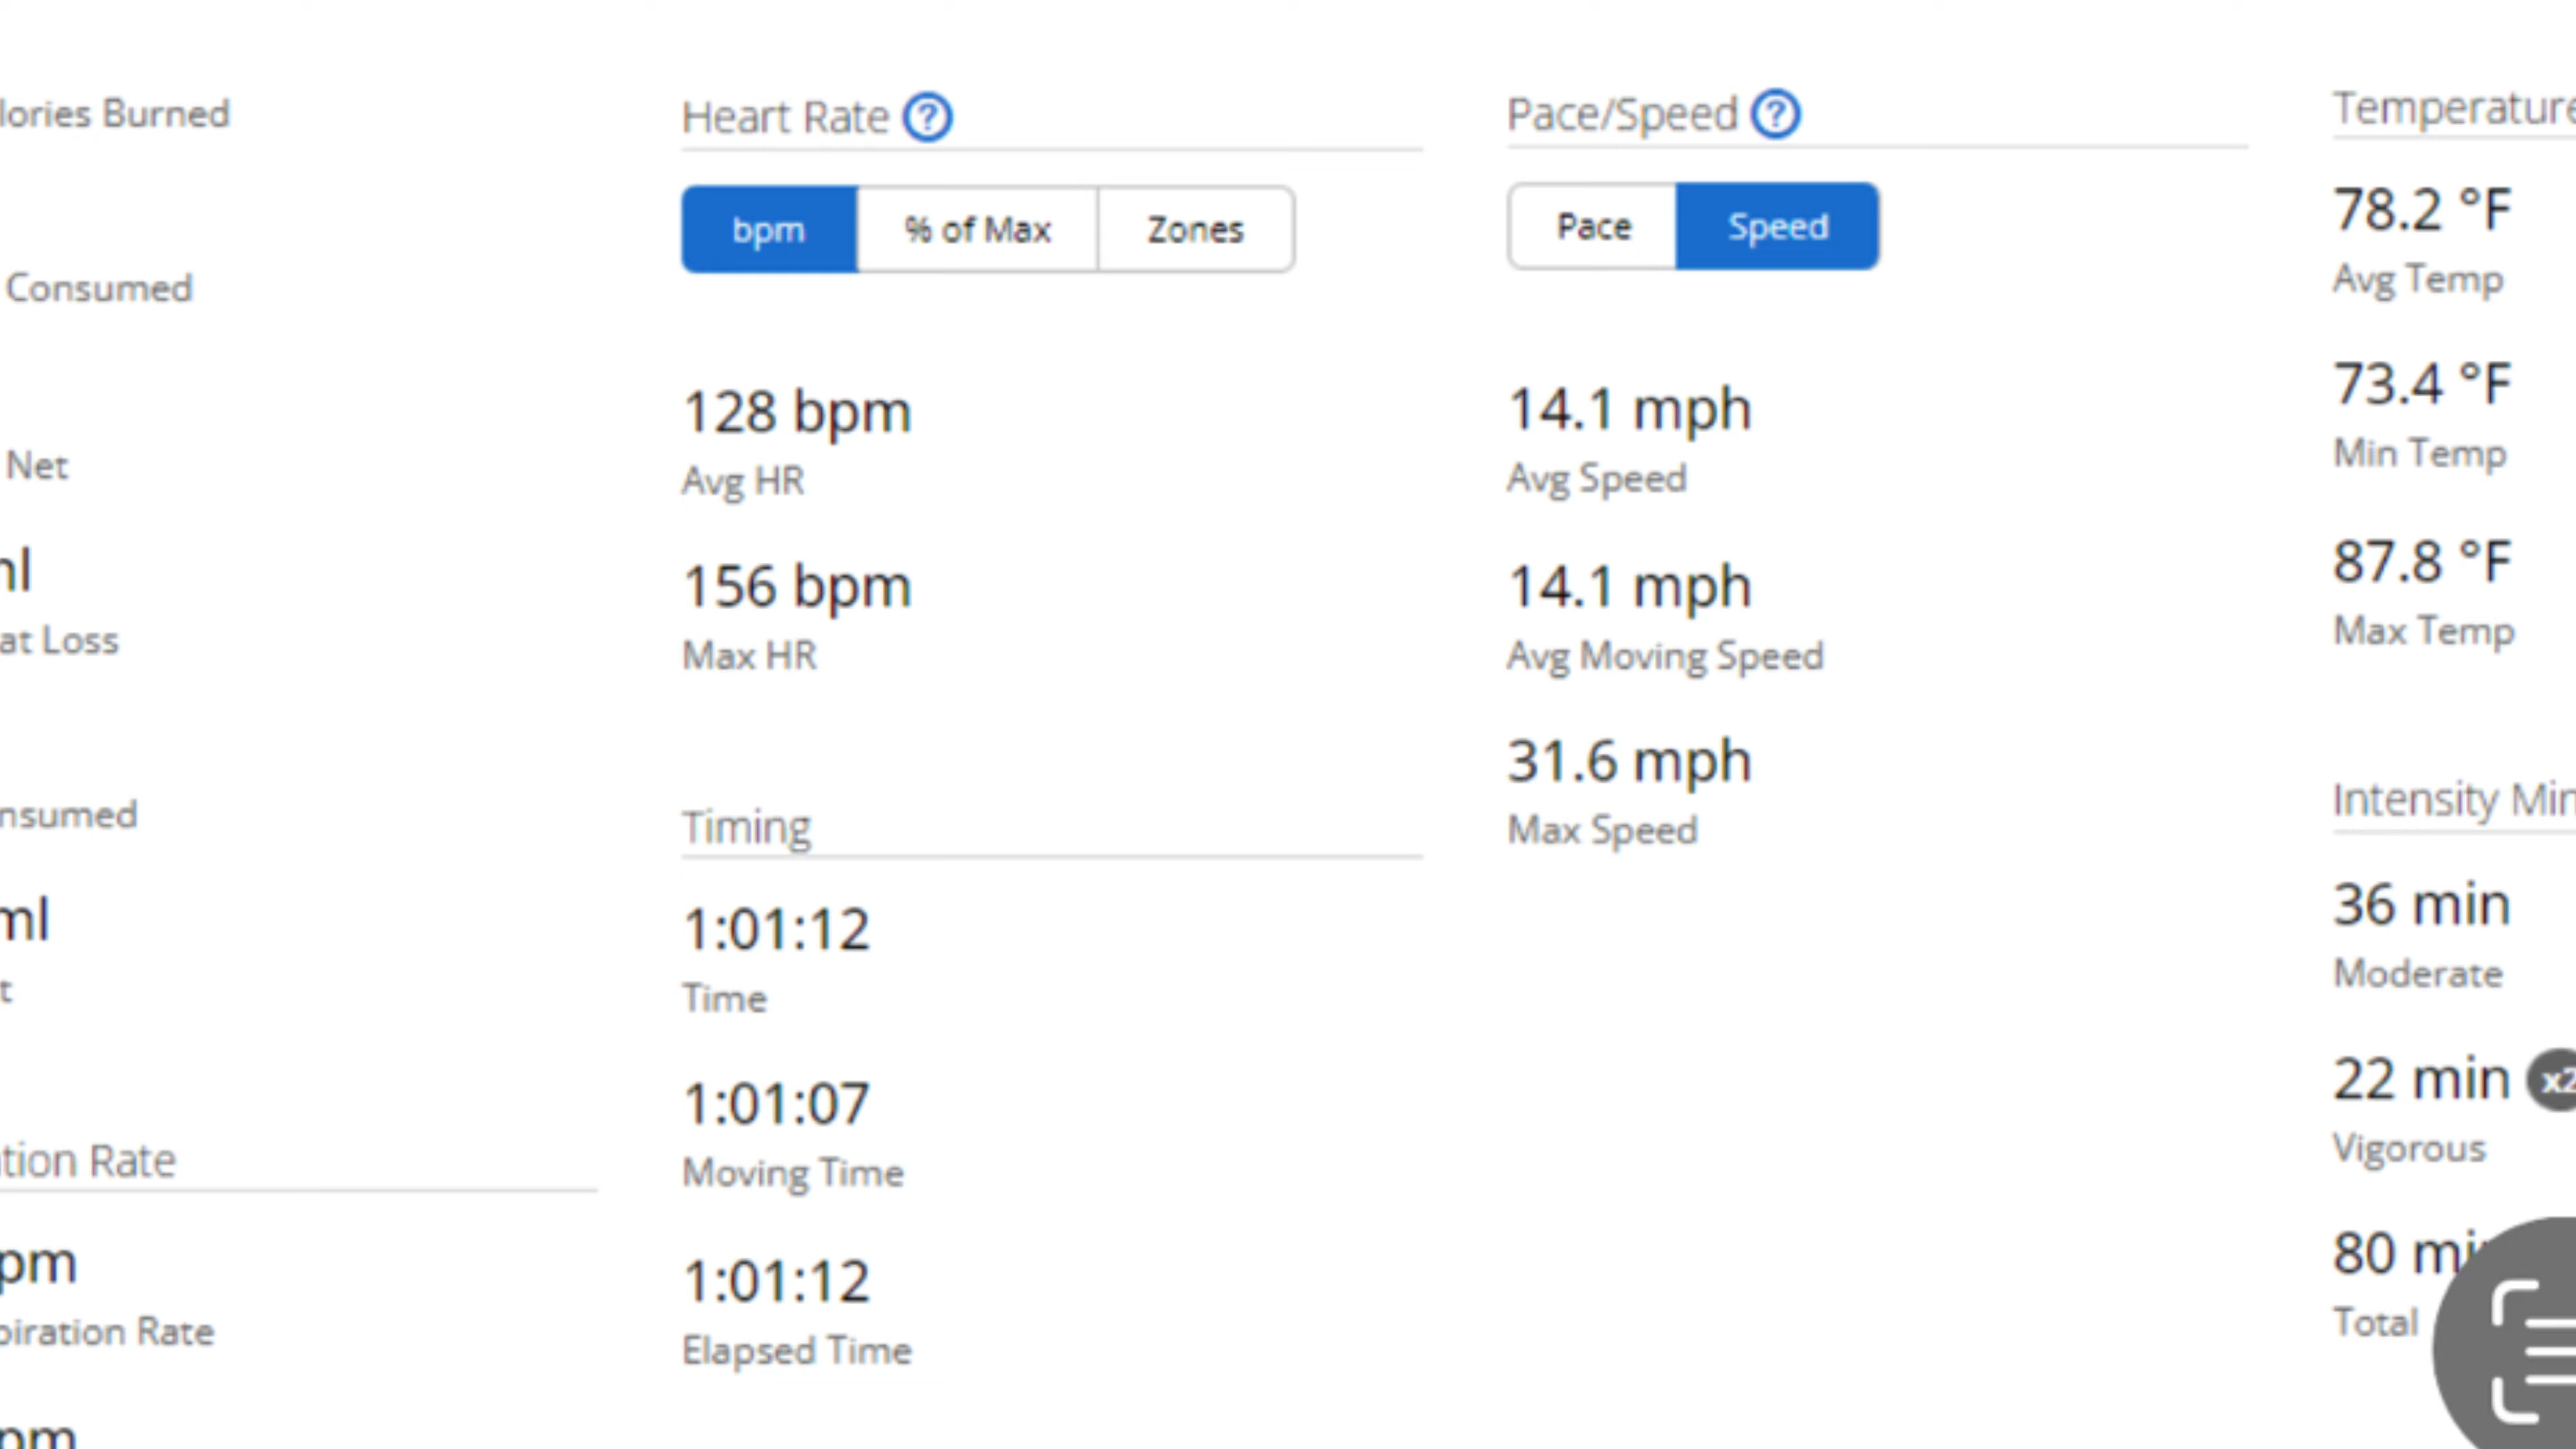 lories Burned
Consumed
Net
at Loss
nsumed
ml
t
tion Rate
pm
piration Rate
pm
Heart Rate ?
bpm % of Max Zones
128 bpm
Avg HR
156 bpm
Max HR
Timing
1:01:12
Time
1:01:07
Moving Time
1:01:12
Elapsed Time
Pace/Speed ?
Pace Speed
14.1 mph
Avg Speed
14.1 mph
Avg Moving Speed
31.6 mph
Max Speed
Temperature
78.2 °F
Avg Temp
73.4 °F
Min Temp
87.8 °F
Max Temp
Intensity Min
36 min
Moderate
22 min x2
Vigorous
80 mi
Total